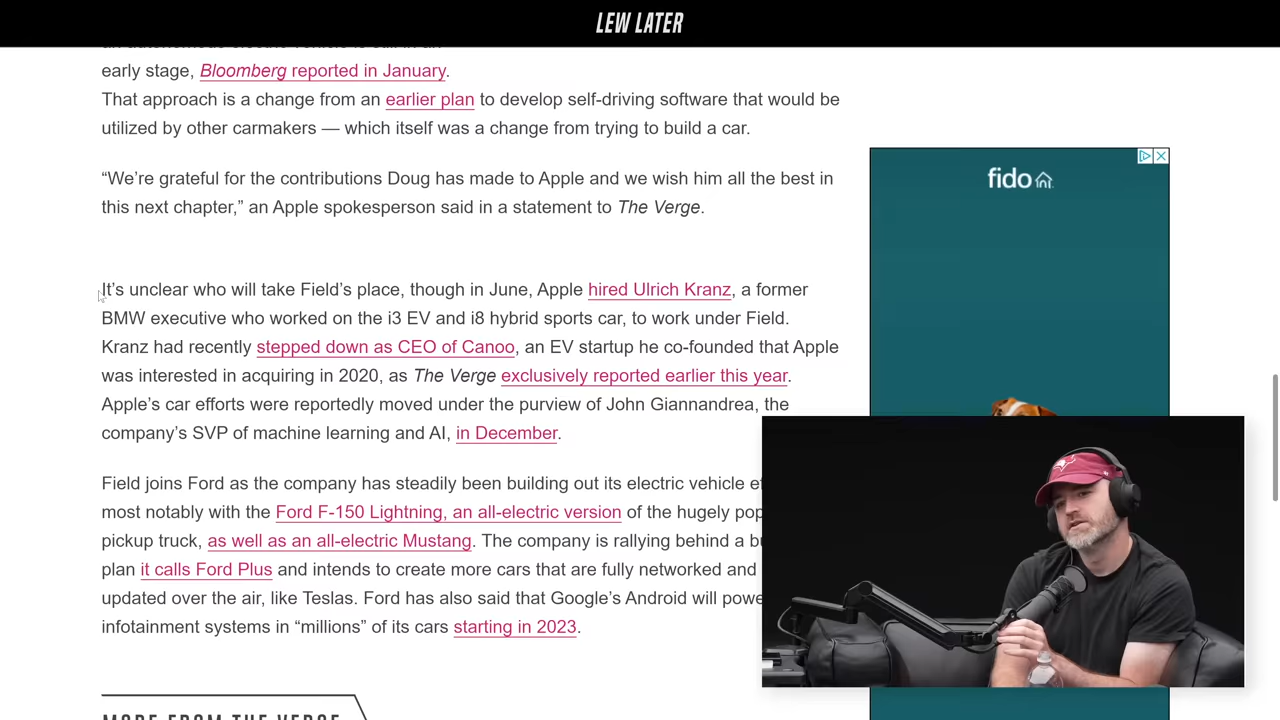 LEW LATER
early stage, Bloomberg reported in January.
That approach is a change from an earlier plan to develop self-driving software that would be
utilized by other carmakers — which itself was a change from trying to build a car.
“We’re grateful for the contributions Doug has made to Apple and we wish him all the best in
this next chapter,” an Apple spokesperson said in a statement to The Verge.
fido
It’s unclear who will take Field’s place, though in June, Apple hired Ulrich Kranz, a former
BMW executive who worked on the i3 EV and i8 hybrid sports car, to work under Field.
Kranz had recently stepped down as CEO of Canoo, an EV startup he co-founded that Apple
was interested in acquiring in 2020, as The Verge exclusively reported earlier this year.
Apple’s car efforts were reportedly moved under the purview of John Giannandrea, the
company’s SVP of machine learning and AI, in December.
Field joins Ford as the company has steadily been building out its electric vehicle
most notably with the Ford F-150 Lightning, an all-electric version of the hugely
pickup truck, as well as an all-electric Mustang. The company is rallying behind a
plan it calls Ford Plus and intends to create more cars that are fully networked and
updated over the air, like Teslas. Ford has also said that Google’s Android will
infotainment systems in “millions” of its cars starting in 2023.
MORE FROM THE VERGE